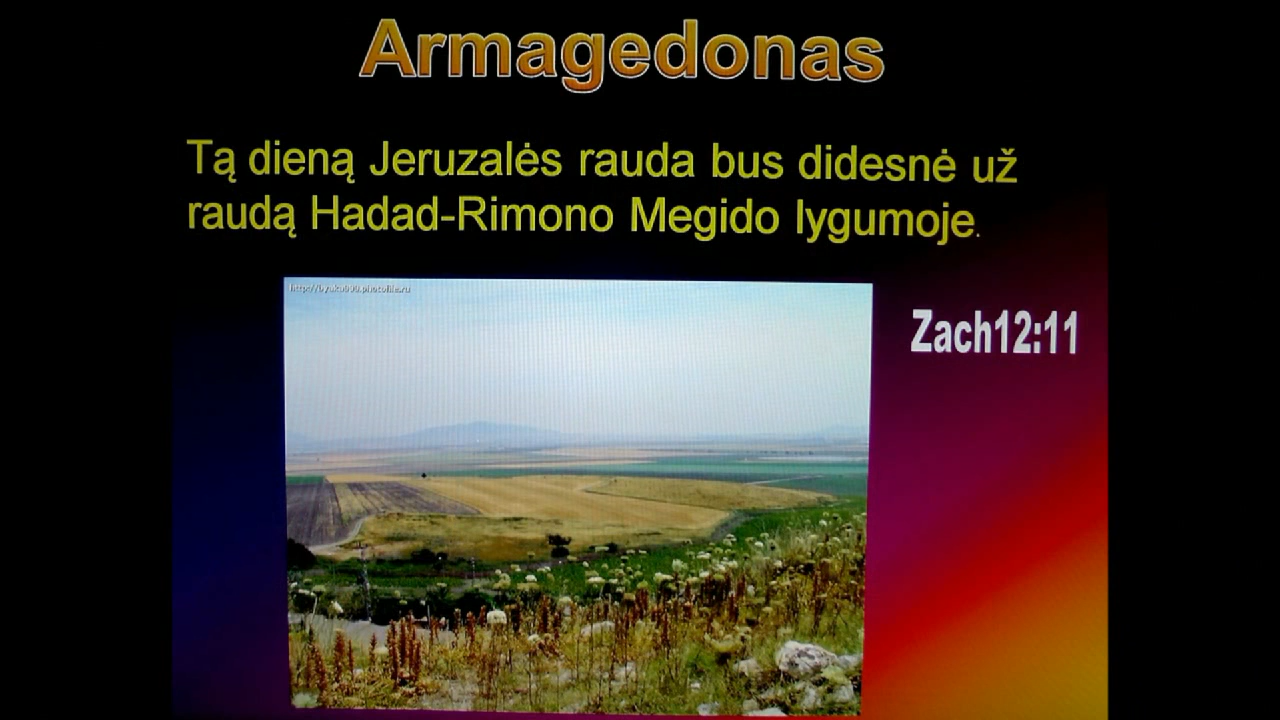 Armagedonas
Tą dieną Jeruzalės rauda bus didesnė už
raudą Hadad-Rimono Megido lygumoje.
Zach12:11